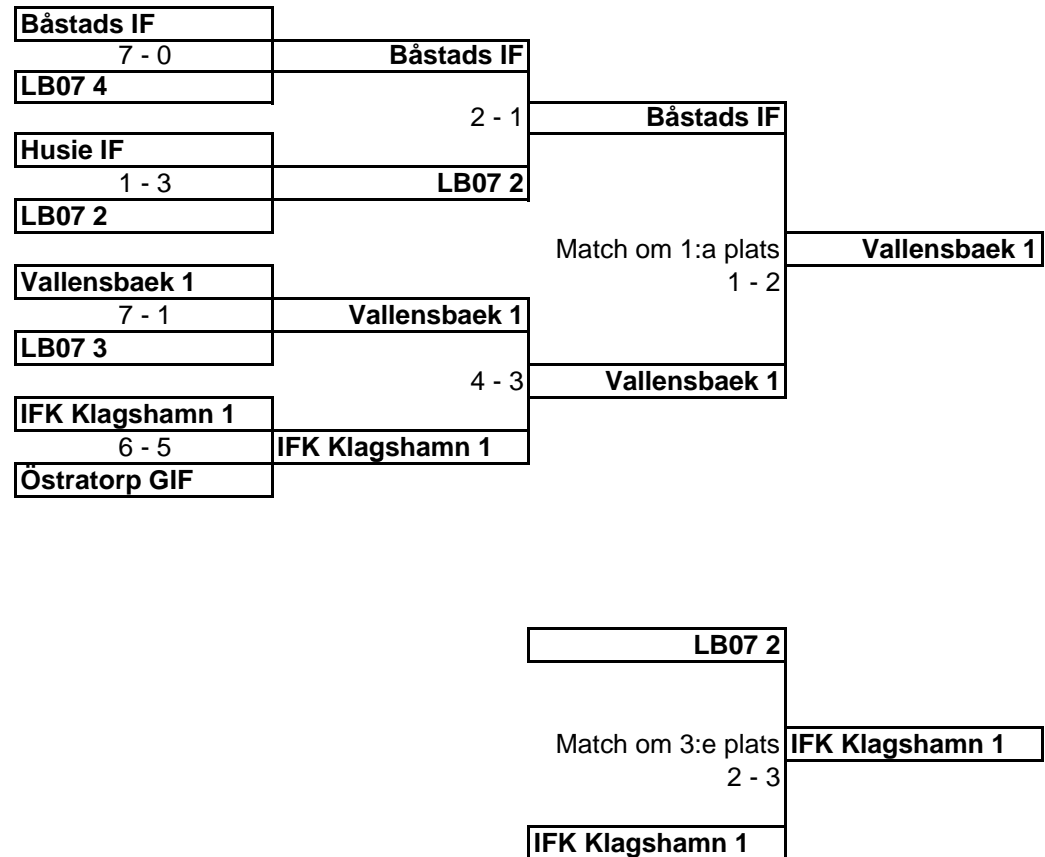 Båstads IF
7 - 0 Båstads IF
LB07 4
2 - 1 Båstads IF
Husie IF
1 - 3 LB07 2
LB07 2
Match om 1:a plats Vallensbaek 1
Vallensbaek 1 1 - 2
7 - 1 Vallensbaek 1
LB07 3
4 - 3 Vallensbaek 1
IFK Klagshamn 1
6 - 5 IFK Klagshamn 1
Östratorp GIF
LB07 2
Match om 3:e plats IFK Klagshamn 1
2 - 3
IFK Klagshamn 1